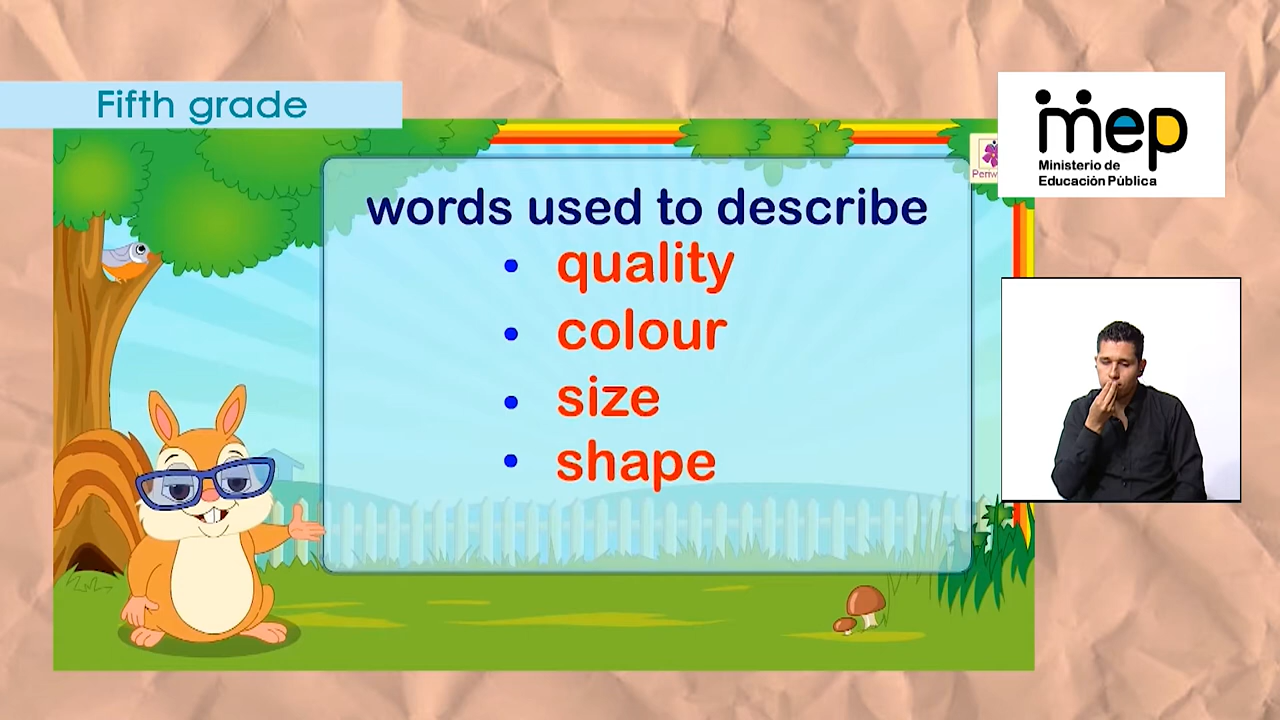 Fifth grade
mep
Ministerio de
Educación Pública
words used to describe
• quality
• colour
• size
• shape